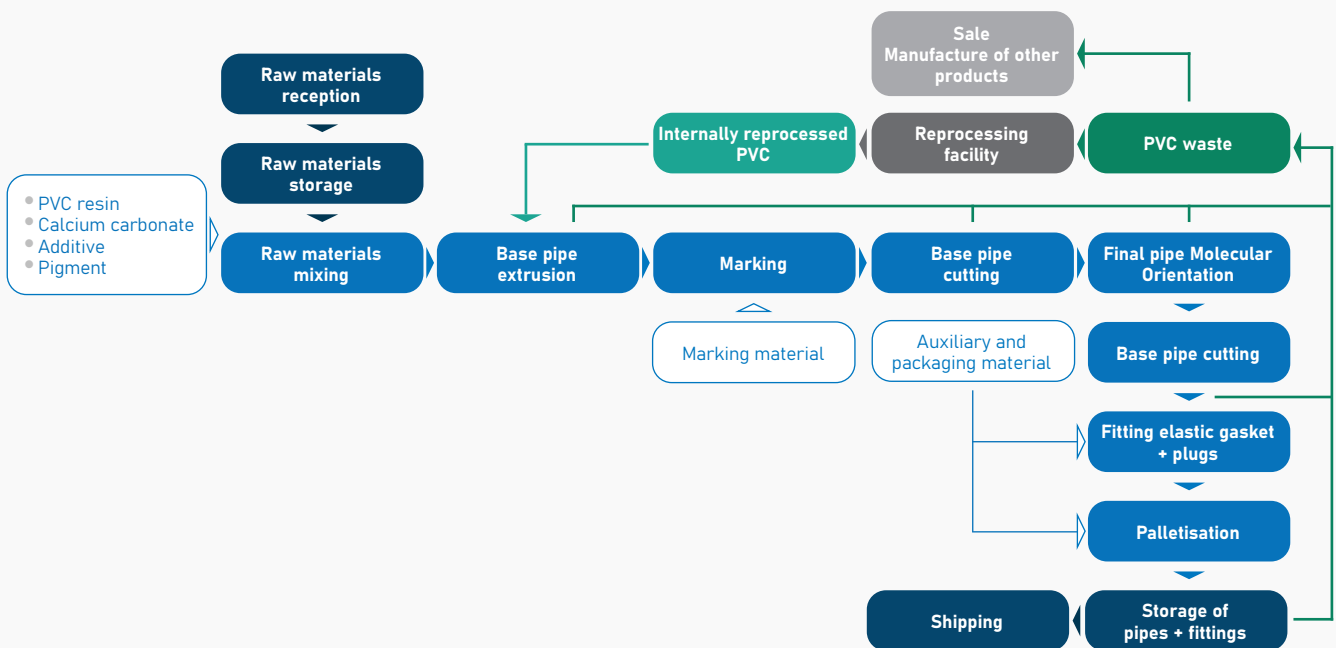 Sale
Manufacture of other
products
Raw materials
reception
Internally reprocessed
PVC
Reprocessing
facility
PVC waste
Raw materials
storage
PVC resin
Calcium carbonate
Additive
Pigment
Raw materials
mixing
Base pipe
extrusion
Marking
Base pipe
cutting
Final pipe Molecular
Orientation
Marking material
Auxiliary and
packaging material
Base pipe cutting
Fitting elastic gasket
+ plugs
Palletisation
Shipping
Storage of
pipes + fittings